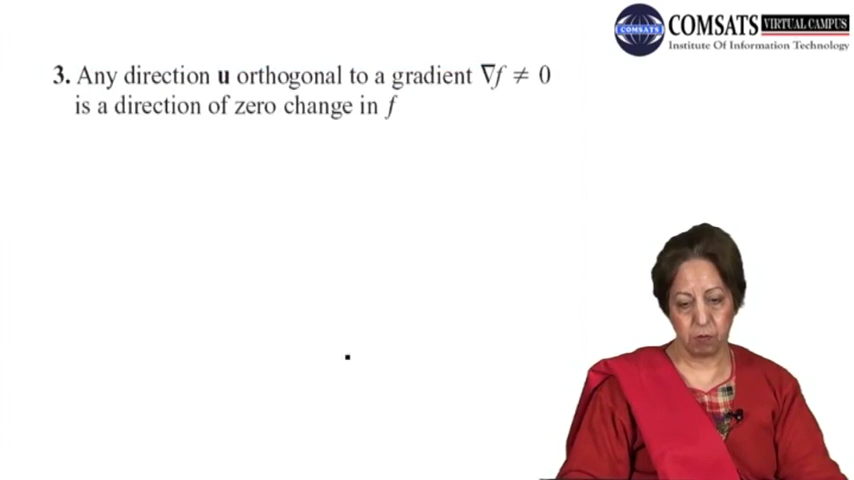 COMSATS VIRTUAL CAMPUS
COMSATS
Institute Of Information Technology
3. Any direction u orthogonal to a gradient ∇f ≠ 0
is a direction of zero change in f